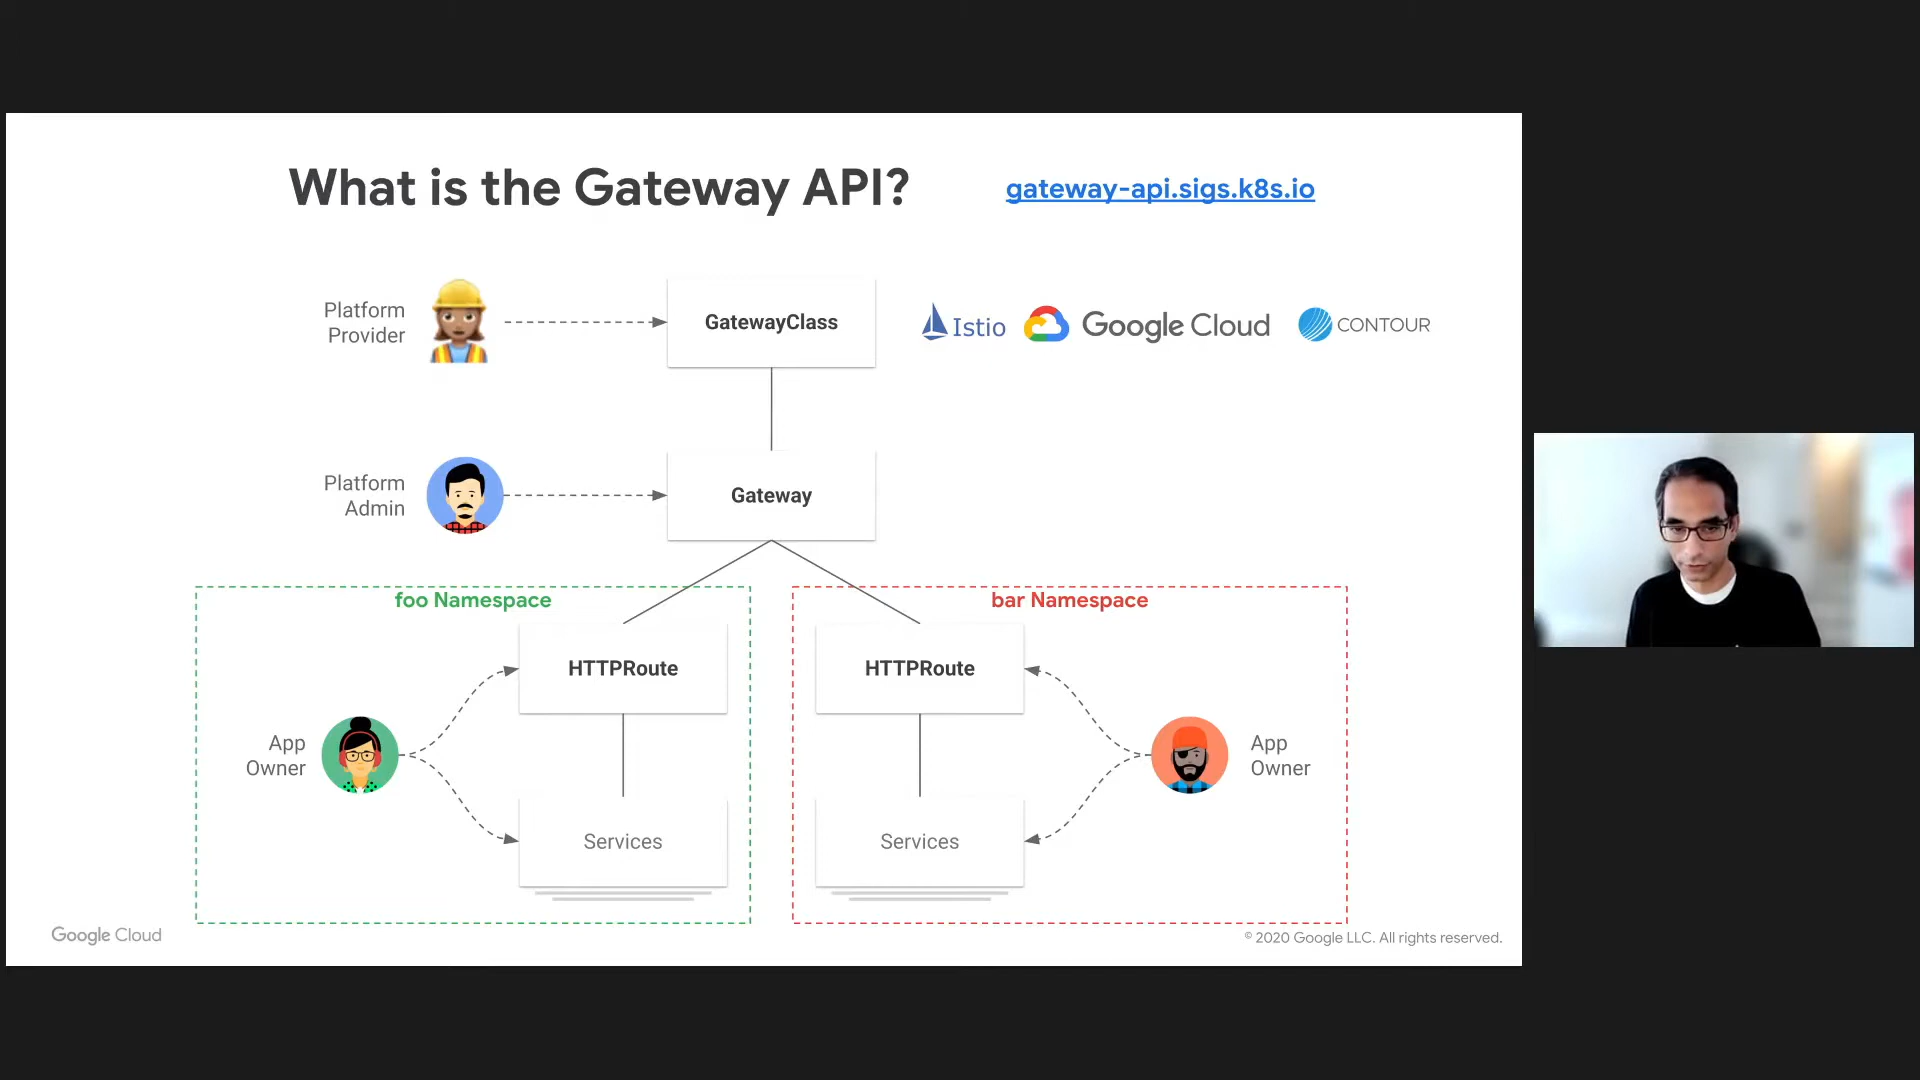 What is the Gateway API?
gateway-api.sigs.k8s.io
Platform
Provider
GatewayClass
Istio
Google Cloud
CONTOUR
Platform
Admin
Gateway
foo Namespace
bar Namespace
HTTPRoute
HTTPRoute
App
Owner
App
Owner
Services
Services
Google Cloud
© 2020 Google LLC. All rights reserved.